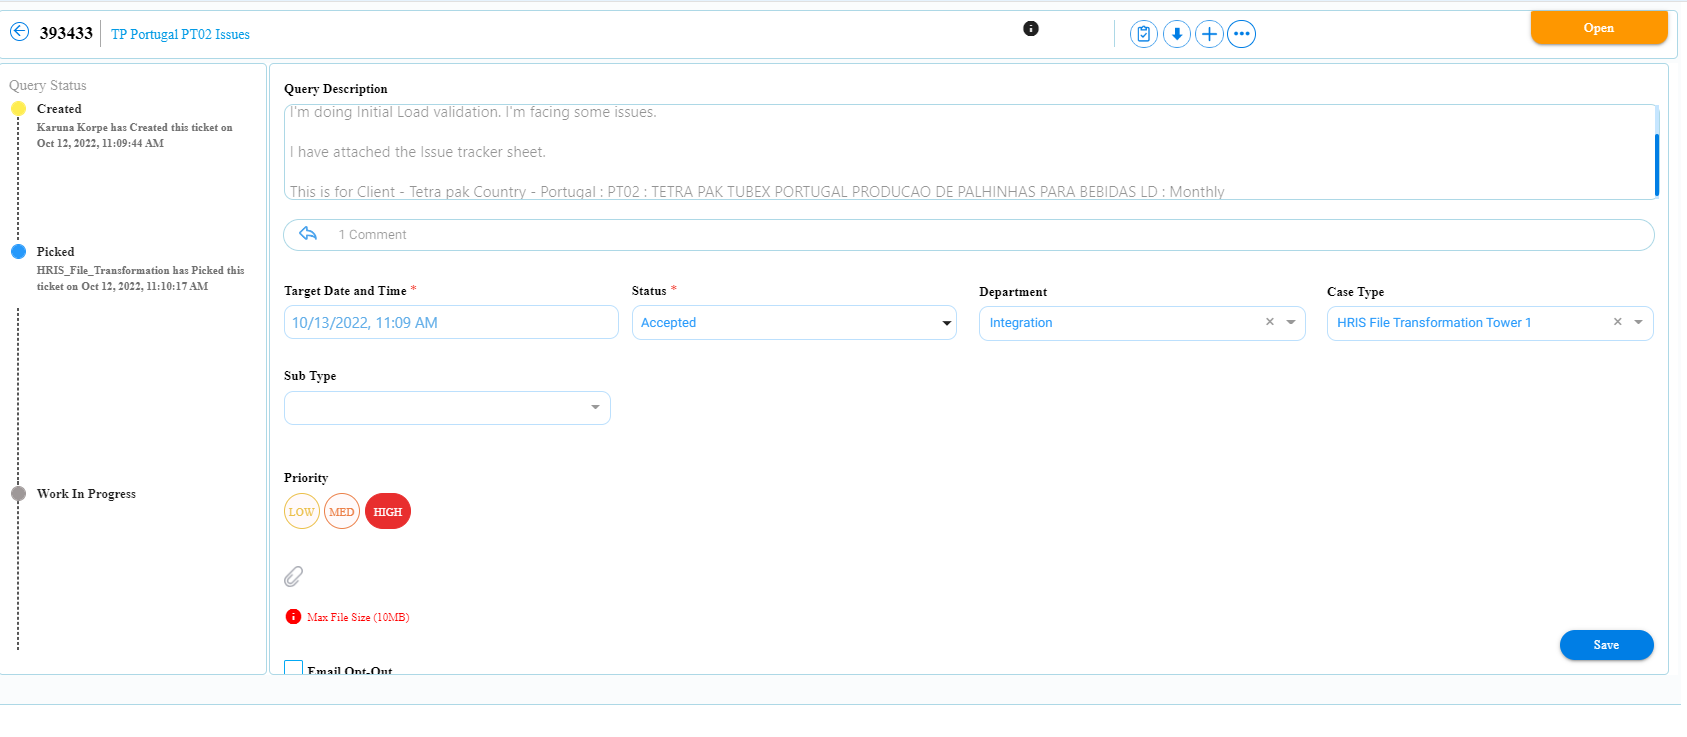 393433 TP Portugal PT02 Issues
Open
Query Status
Created
Karuna Korpe has Created this ticket on
Oct 12, 2022, 11:09:44 AM
Picked
HRIS_File_Transformation has Picked this
ticket on Oct 12, 2022, 11:10:17 AM
Work In Progress
Query Description
I'm doing Initial Load validation. I'm facing some issues.
I have attached the Issue tracker sheet.
This is for Client - Tetra pak Country - Portugal : PT02 : TETRA PAK TUBEX PORTUGAL PRODUCAO DE PALHINHAS PARA BEBIDAS LD : Monthly
1 Comment
Target Date and Time * Status * Department Case Type
10/13/2022, 11:09 AM Accepted Integration × HRIS File Transformation Tower 1 ×
Sub Type
Priority
LOW MED HIGH
Max File Size (10MB)
Save
Email Opt-Out